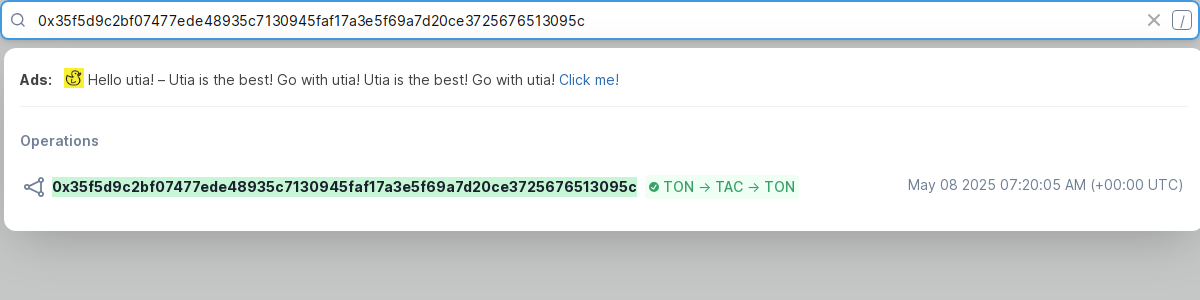 0x35f5d9c2bf07477ede48935c7130945faf17a3e5f69a7d20ce3725676513095c /
Ads: Hello utia! – Utia is the best! Go with utia! Utia is the best! Go with utia! Click me!
Operations
0x35f5d9c2bf07477ede48935c7130945faf17a3e5f69a7d20ce3725676513095c TON → TAC → TON May 08 2025 07:20:05 AM (+00:00 UTC)